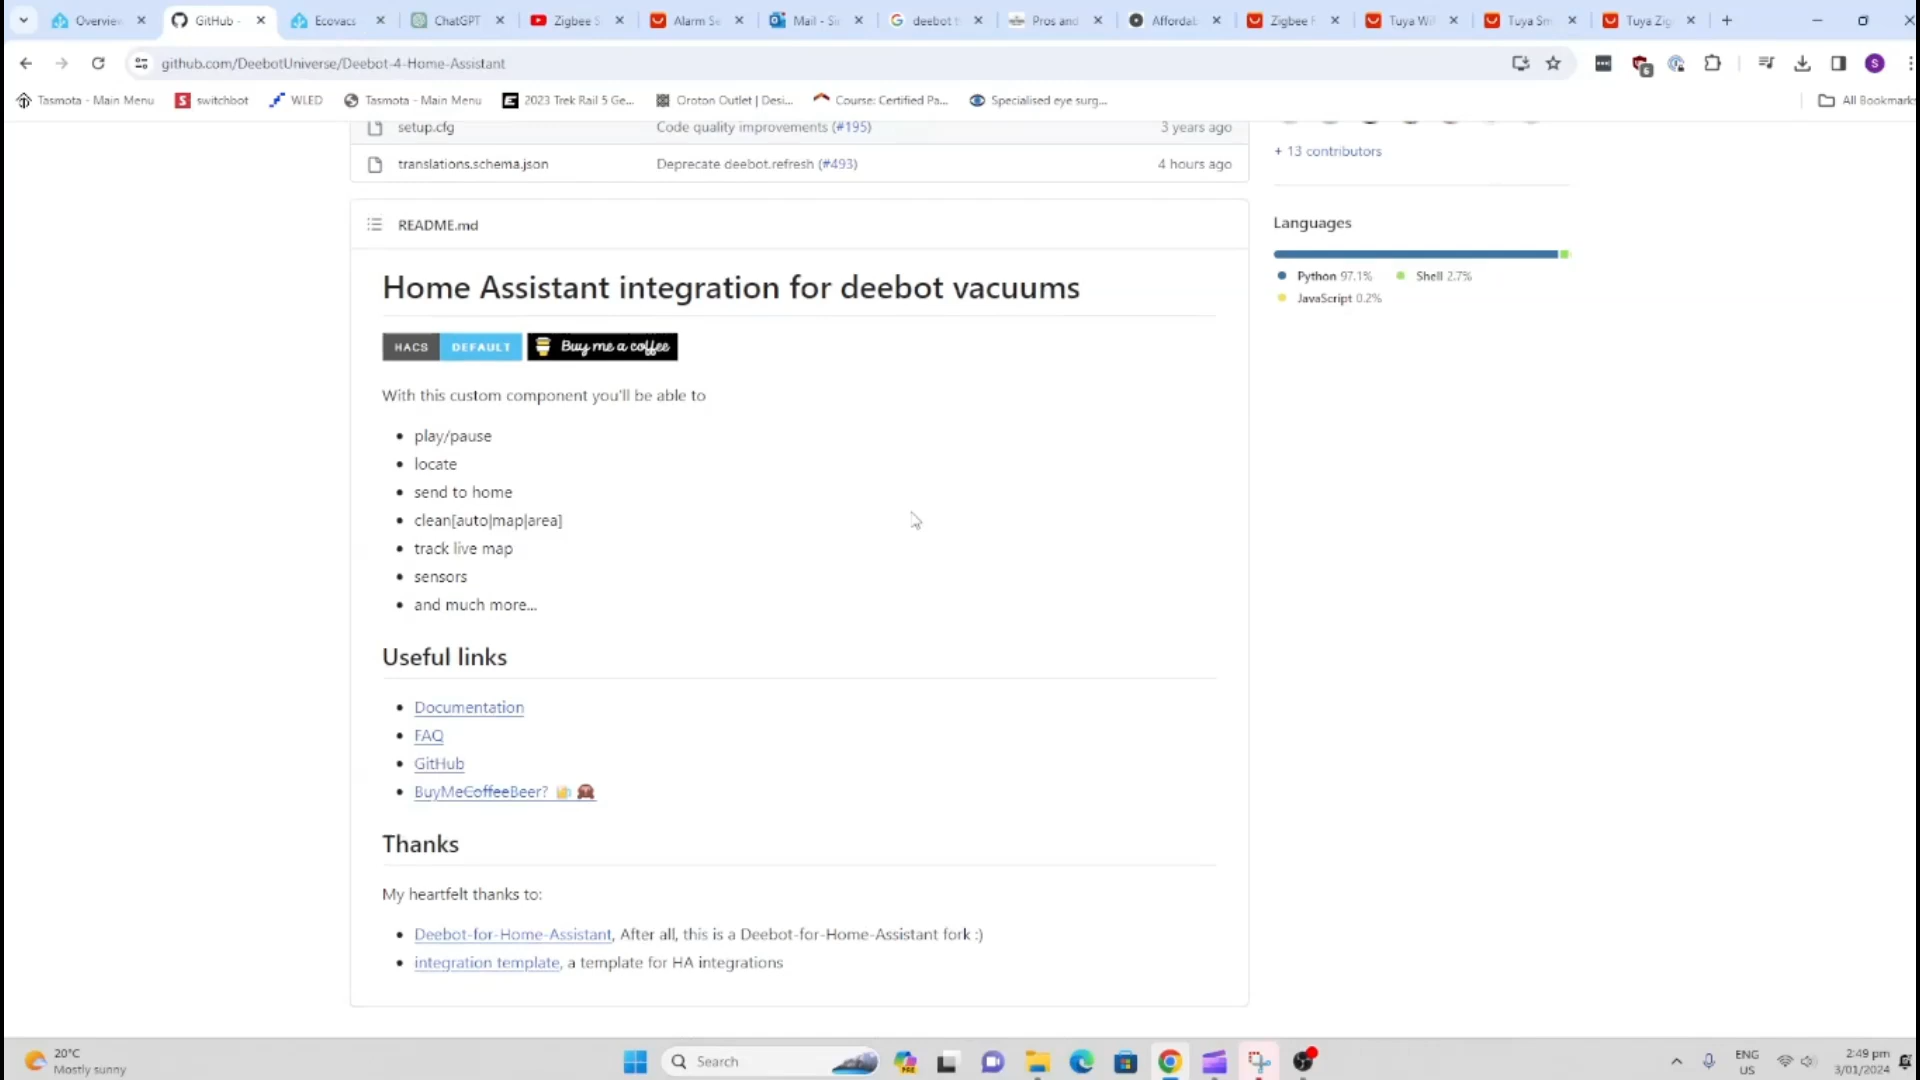 Overvie
GitHub -
Ecovacs
ChatGPT
Zigbee S
Alarm Se
Mail - Si
deebot t
Pros and
Affordab
Zigbee
Tuya Wi
Tuya Sm
Tuya Zig
github.com/DeebotUniverse/Deebot-4-Home-Assistant
S
Tasmota - Main Menu
switchbot
WLED
Tasmota - Main Menu
2023 Trek Rail 5 Ge...
Oroton Outlet | Desi...
Course: Certified Pa...
Specialised eye surg...
All Bookmarks
setup.cfg
Code quality improvements (#195)
3 years ago
translations.schema.json
Deprecate deebot.refresh (#493)
4 hours ago
+ 13 contributors
README.md
Languages
Python 97.1%
Shell 2.7%
JavaScript 0.2%
Home Assistant integration for deebot vacuums
HACS DEFAULT
Buy me a coffee
With this custom component you'll be able to
• play/pause
• locate
• send to home
• clean[auto|map|area]
• track live map
• sensors
• and much more...
Useful links
• Documentation
• FAQ
• GitHub
• BuyMeCoffeeBeer?
Thanks
My heartfelt thanks to:
• Deebot-for-Home-Assistant, After all, this is a Deebot-for-Home-Assistant fork :)
• integration template, a template for HA integrations
20°C
Mostly sunny
Search
ENG
US
2:49 pm
3/01/2024